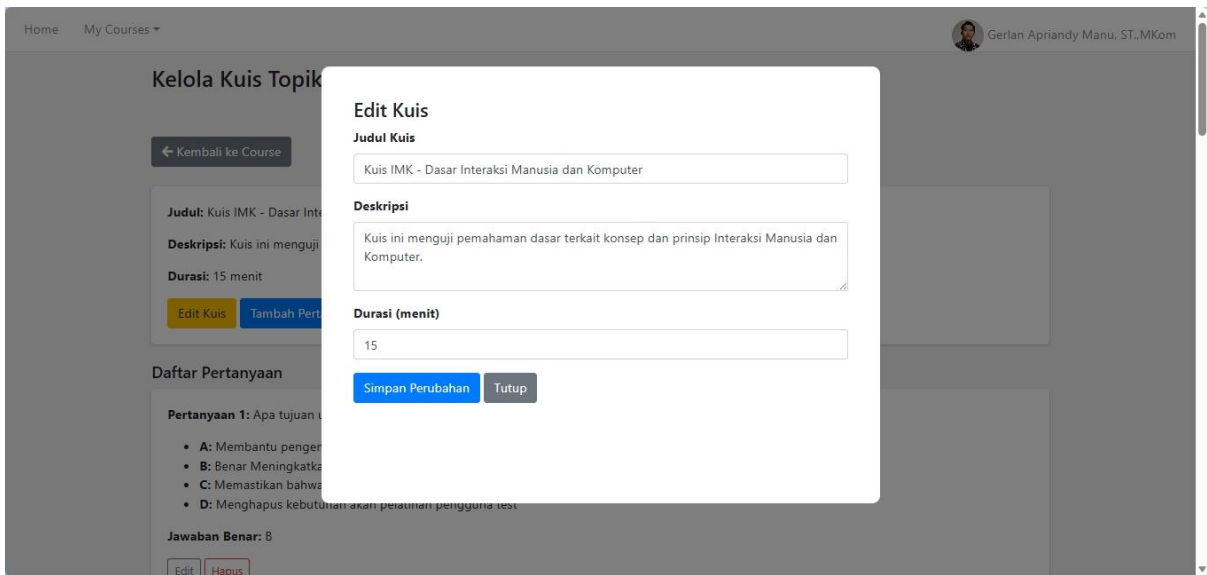 Home My Courses
Gerlan Apriandy Manu, ST.,MKom
Kelola Kuis Topik
Kembali ke Course
Judul: Kuis IMK - Dasar Inte
Deskripsi: Kuis ini menguji
Durasi: 15 menit
Edit Kuis Tambah Pert
Daftar Pertanyaan
Pertanyaan 1: Apa tujuan u
A: Membantu penger
B: Benar Meningkatka
C: Memastikan bahwa
D: Menghapus kebutuhan akan pelatihan pengguna test
Jawaban Benar: B
Edit Hapus
Edit Kuis
Judul Kuis
Kuis IMK - Dasar Interaksi Manusia dan Komputer
Deskripsi
Kuis ini menguji pemahaman dasar terkait konsep dan prinsip Interaksi Manusia dan
Komputer.
Durasi (menit)
15
Simpan Perubahan Tutup